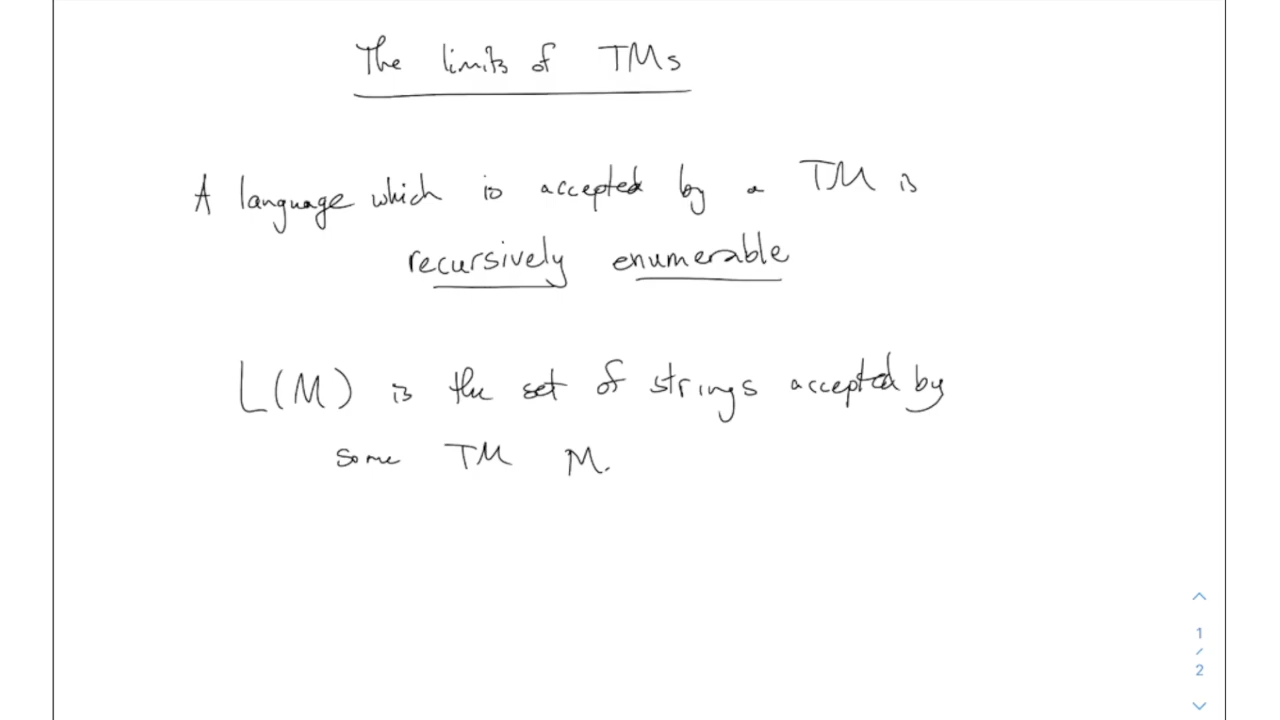 The limits of TMs
A language which is accepted by a TM is
recursively enumerable
L(M) is the set of strings accepted by
some TM M.
1
/
2